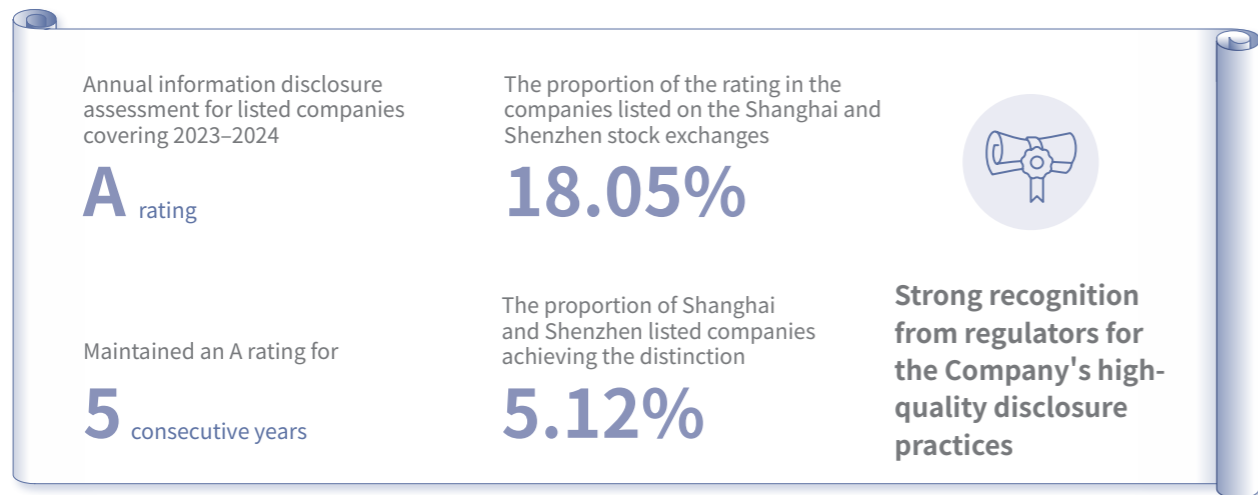 Annual information disclosure
assessment for listed companies
covering 2023–2024
A rating
The proportion of the rating in the
companies listed on the Shanghai and
Shenzhen stock exchanges
18.05%
Maintained an A rating for
5 consecutive years
The proportion of Shanghai
and Shenzhen listed companies
achieving the distinction
5.12%
Strong recognition
from regulators for
the Company's high-
quality disclosure
practices